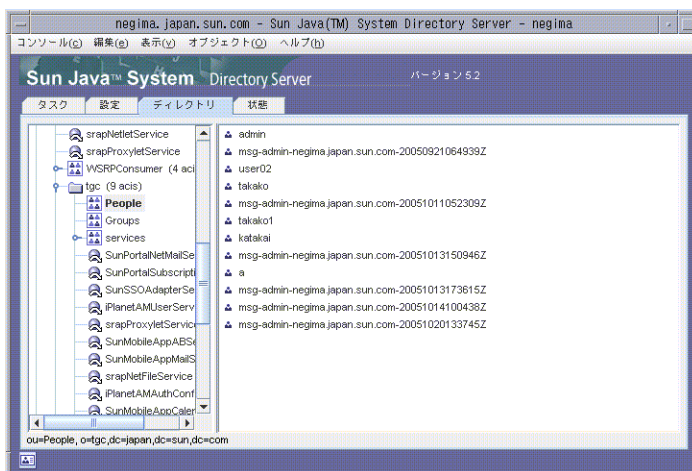 negima.japan.sun.com - Sun Java(TM) System Directory Server - negima
コンソール(c) 編集(e) 表示(v) オブジェクト(O) ヘルプ(h)
Sun Java™ System Directory Server
バージョン 5.2
タスク 設定 ディレクトリ 状態
srapNetletService
srapProxyletService
WSRPConsumer (4 aci
tgc (9 acis)
People
Groups
services
SunPortalNetMailSe
SunPortalSubscripti
SunSSOAdapterSe
iPlanetAMUserServ
srapProxyletService
SunMobileAppABSe
SunMobileAppMailS
srapNetFileService
iPlanetAMAuthConf
SunMobileAppCaler
admin
msg-admin-negima.japan.sun.com-20050921064939Z
user02
takako
msg-admin-negima.japan.sun.com-20051011052309Z
takako1
katakai
msg-admin-negima.japan.sun.com-20051013150946Z
a
msg-admin-negima.japan.sun.com-20051013173615Z
msg-admin-negima.japan.sun.com-20051014100438Z
msg-admin-negima.japan.sun.com-20051020133745Z
ou=People, o=tgc,dc=japan,dc=sun,dc=com